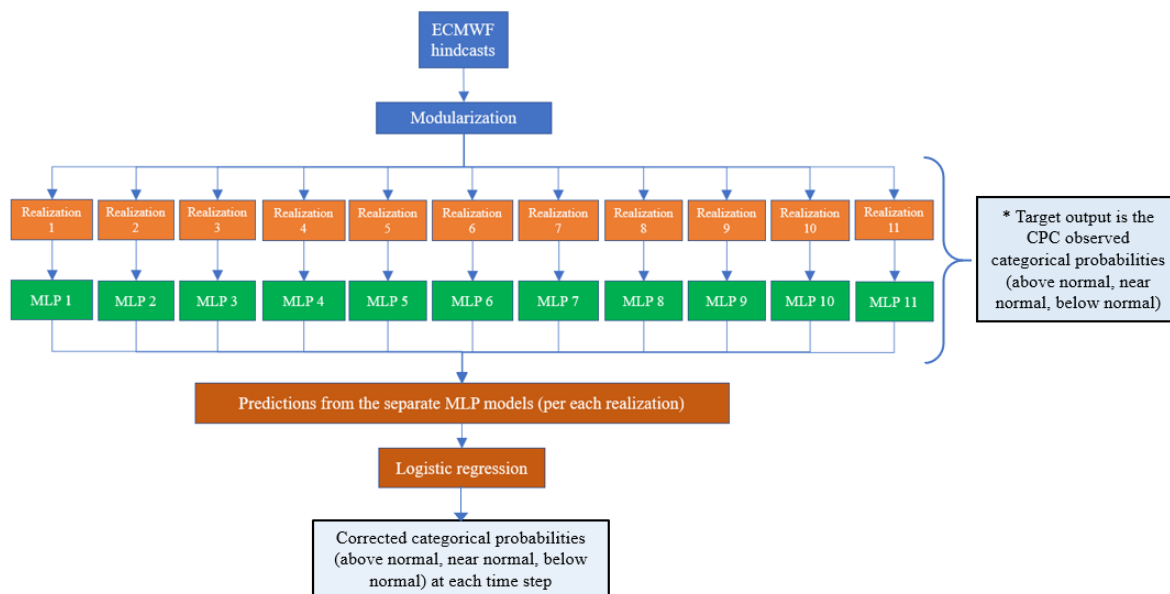 ECMWF
hindcasts
Modularization
Realization
1
Realization
2
Realization
3
Realization
4
Realization
5
Realization
6
Realization
7
Realization
8
Realization
9
Realization
10
Realization
11
MLP 1
MLP 2
MLP 3
MLP 4
MLP 5
MLP 6
MLP 7
MLP 8
MLP 9
MLP 10
MLP 11
* Target output is the
CPC observed
categorical probabilities
(above normal, near
normal, below normal)
Predictions from the separate MLP models (per each realization)
Logistic regression
Corrected categorical probabilities
(above normal, near normal, below
normal) at each time step